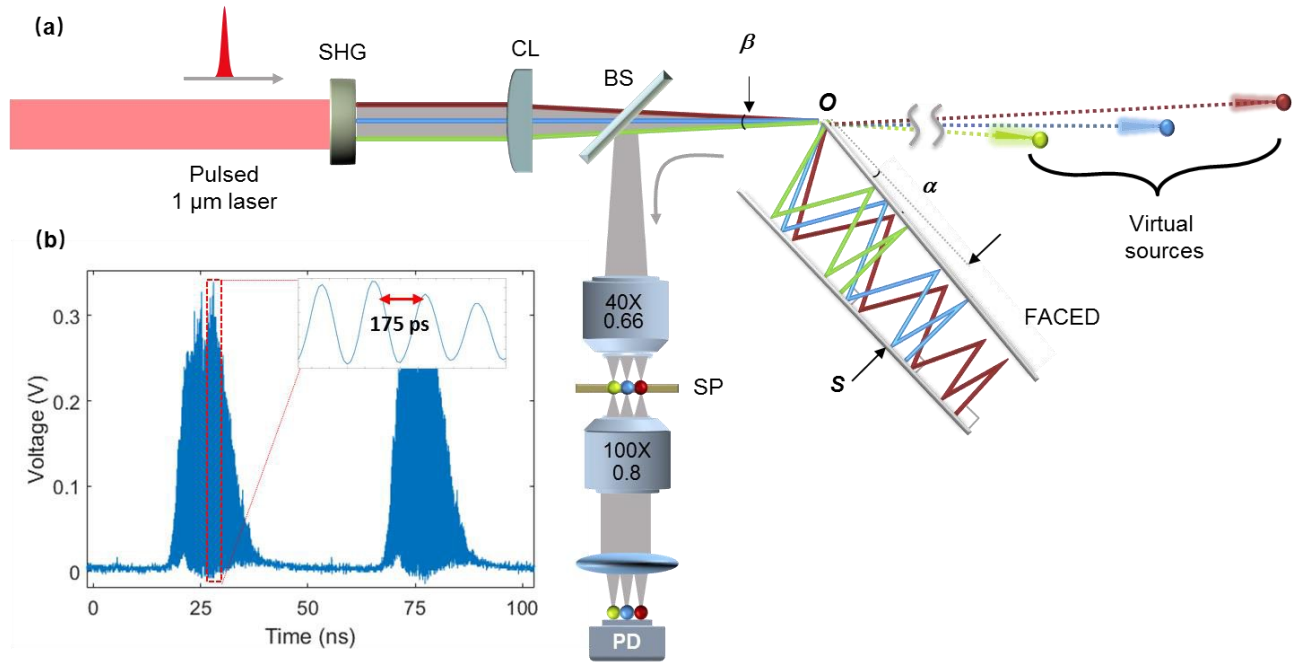 (a)
SHG
CL
BS
β
O
Pulsed
1 μm laser
α
Virtual
sources
FACED
S
40X
0.66
SP
100X
0.8
PD
(b)
175 ps
0.3
0.2
0.1
0
Voltage (V)
0
25
50
75
100
Time (ns)